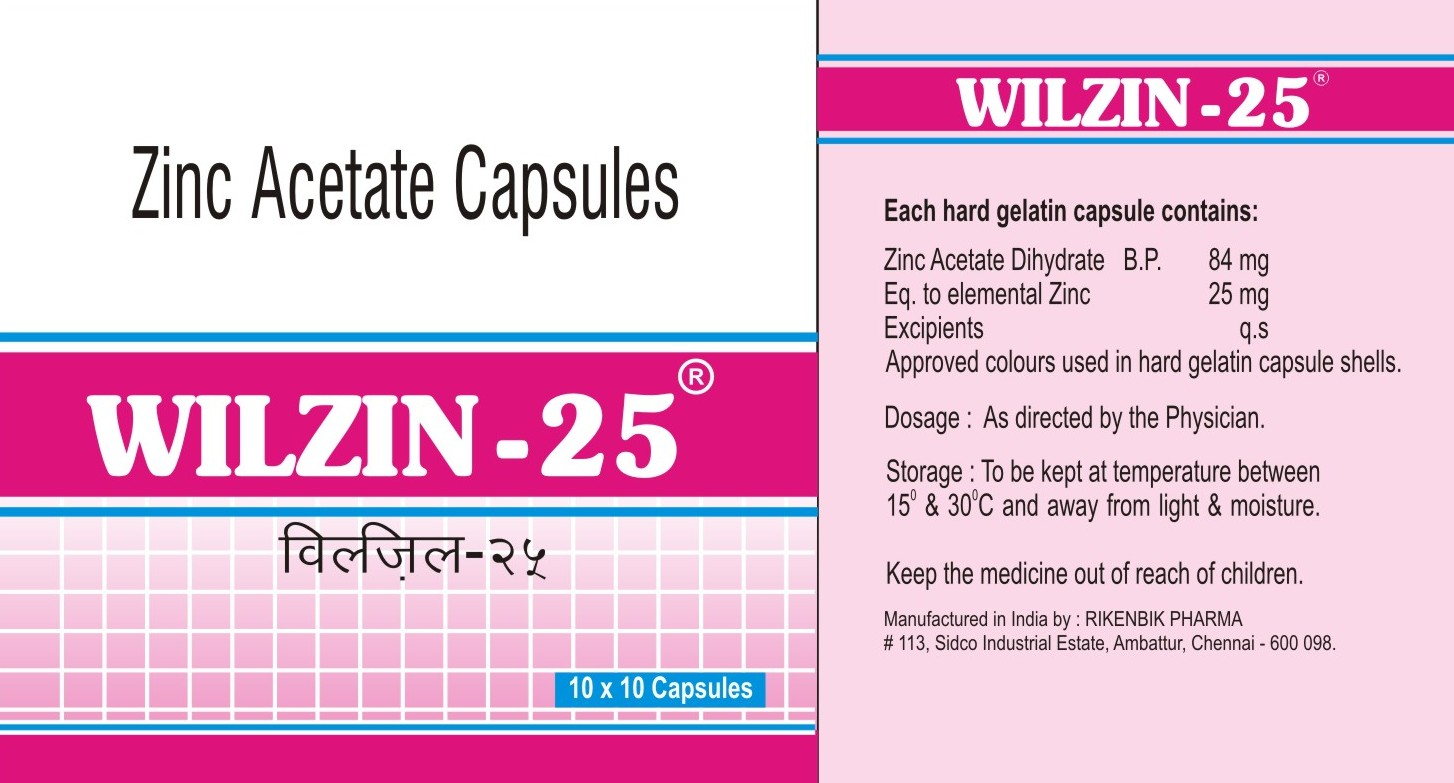 Zinc Acetate Capsules
WILZIN-25®
विलज़िल-२५
10 x 10 Capsules
WILZIN-25®
Each hard gelatin capsule contains:
Zinc Acetate Dihydrate B.P. 84 mg
Eq. to elemental Zinc 25 mg
Excipients q.s
Approved colours used in hard gelatin capsule shells.
Dosage : As directed by the Physician.
Storage : To be kept at temperature between
15⁰ & 30⁰C and away from light & moisture.
Keep the medicine out of reach of children.
Manufactured in India by : RIKENBIK PHARMA
# 113, Sidco Industrial Estate, Ambattur, Chennai - 600 098.